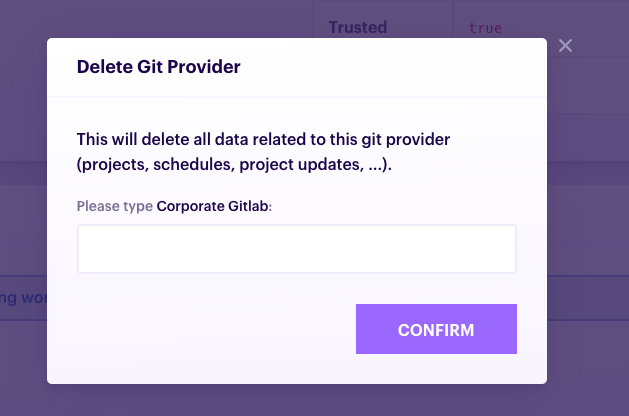 Trusted true
Delete Git Provider
This will delete all data related to this git provider
(projects, schedules, project updates, ...).
Please type Corporate Gitlab:
ng wor
CONFIRM